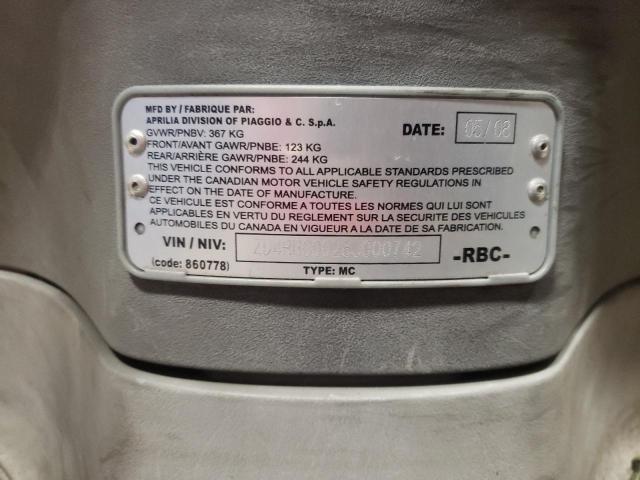 MFD BY / FABRIQUE PAR:
APRILIA DIVISION OF PIAGGIO & C. S.p.A.
GVWR/PNBV: 367 KG
DATE: 05/08
FRONT/AVANT GAWR/PNBE: 123 KG
REAR/ARRIÈRE GAWR/PNBE: 244 KG
THIS VEHICLE CONFORMS TO ALL APPLICABLE STANDARDS PRESCRIBED
UNDER THE CANADIAN MOTOR VEHICLE SAFETY REGULATIONS IN
EFFECT ON THE DATE OF MANUFACTURE.
CE VEHICULE EST CONFORME A TOUTES LES NORMES QUI LUI SONT
APPLICABLES EN VERTU DU REGLEMENT SUR LA SECURITE DES VEHICULES
AUTOMOBILES DU CANADA EN VIGUEUR A LA DATE DE SA FABRICATION.
VIN / NIV:
-RBC-
(code: 860778)
TYPE: MC